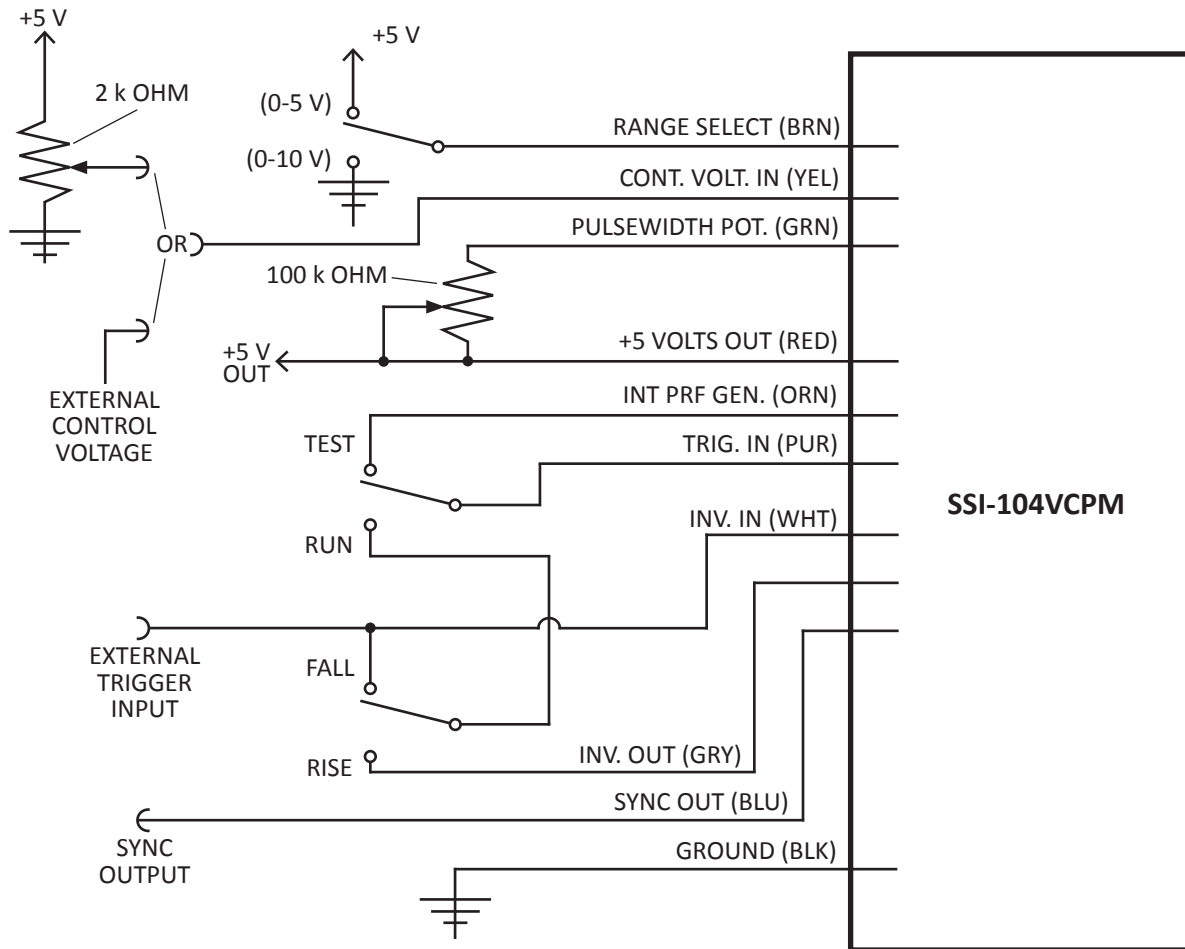 +5 V
2 k OHM
+5 V
(0-5 V)
(0-10 V)
RANGE SELECT (BRN)
CONT. VOLT. IN (YEL)
PULSEWIDTH POT. (GRN)
OR
100 k OHM
+5 VOLTS OUT (RED)
+5 V
OUT
EXTERNAL
CONTROL
VOLTAGE
INT PRF GEN. (ORN)
TEST
TRIG. IN (PUR)
SSI-104VCPM
INV. IN (WHT)
RUN
EXTERNAL
TRIGGER
INPUT
FALL
RISE
INV. OUT (GRY)
SYNC OUT (BLU)
SYNC
OUTPUT
GROUND (BLK)